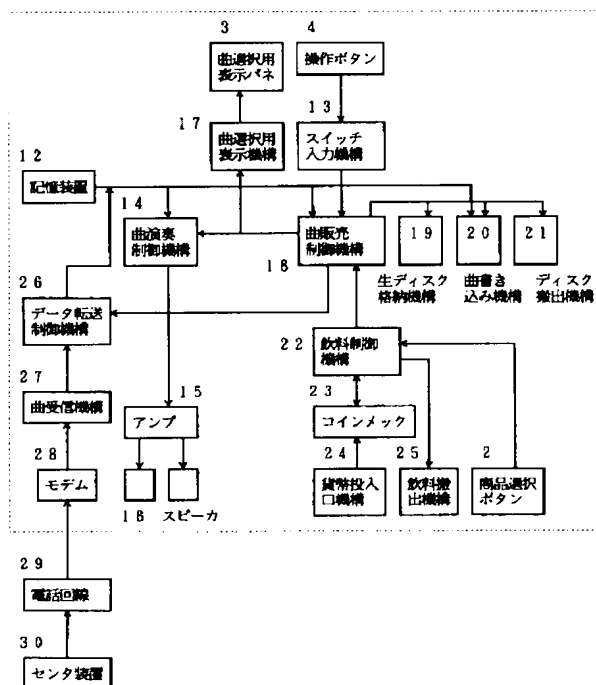 3
4
曲選択用
表示パネ
操作ボタン
17
13
曲選択用
表示機構
スイッチ
入力機構
12
記憶装置
14
曲演奏
制御機構
曲販売
制御機構
18
19
20
21
生ディスク
格納機構
曲書き
込み機構
ディスク
搬出機構
26
データ転送
制御機構
22
飲料制御
機構
27
曲受信機構
15
アンプ
23
コインメック
28
モデム
24
25
2
貨幣投入
口機構
飲料搬
出機構
商品選択
ボタン
16
スピーカ
29
電話回線
30
センタ装置